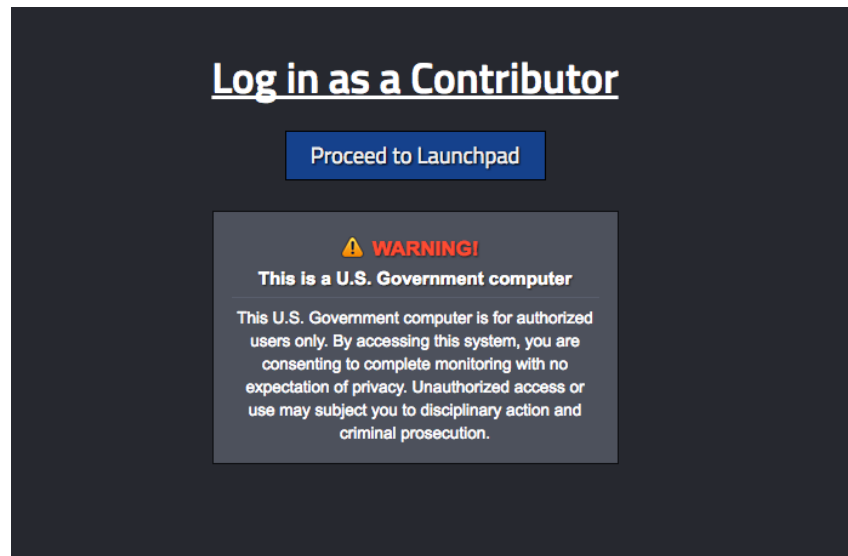 Log in as a Contributor
Proceed to Launchpad
WARNING!
This is a U.S. Government computer
This U.S. Government computer is for authorized
users only. By accessing this system, you are
consenting to complete monitoring with no
expectation of privacy. Unauthorized access or
use may subject you to disciplinary action and
criminal prosecution.